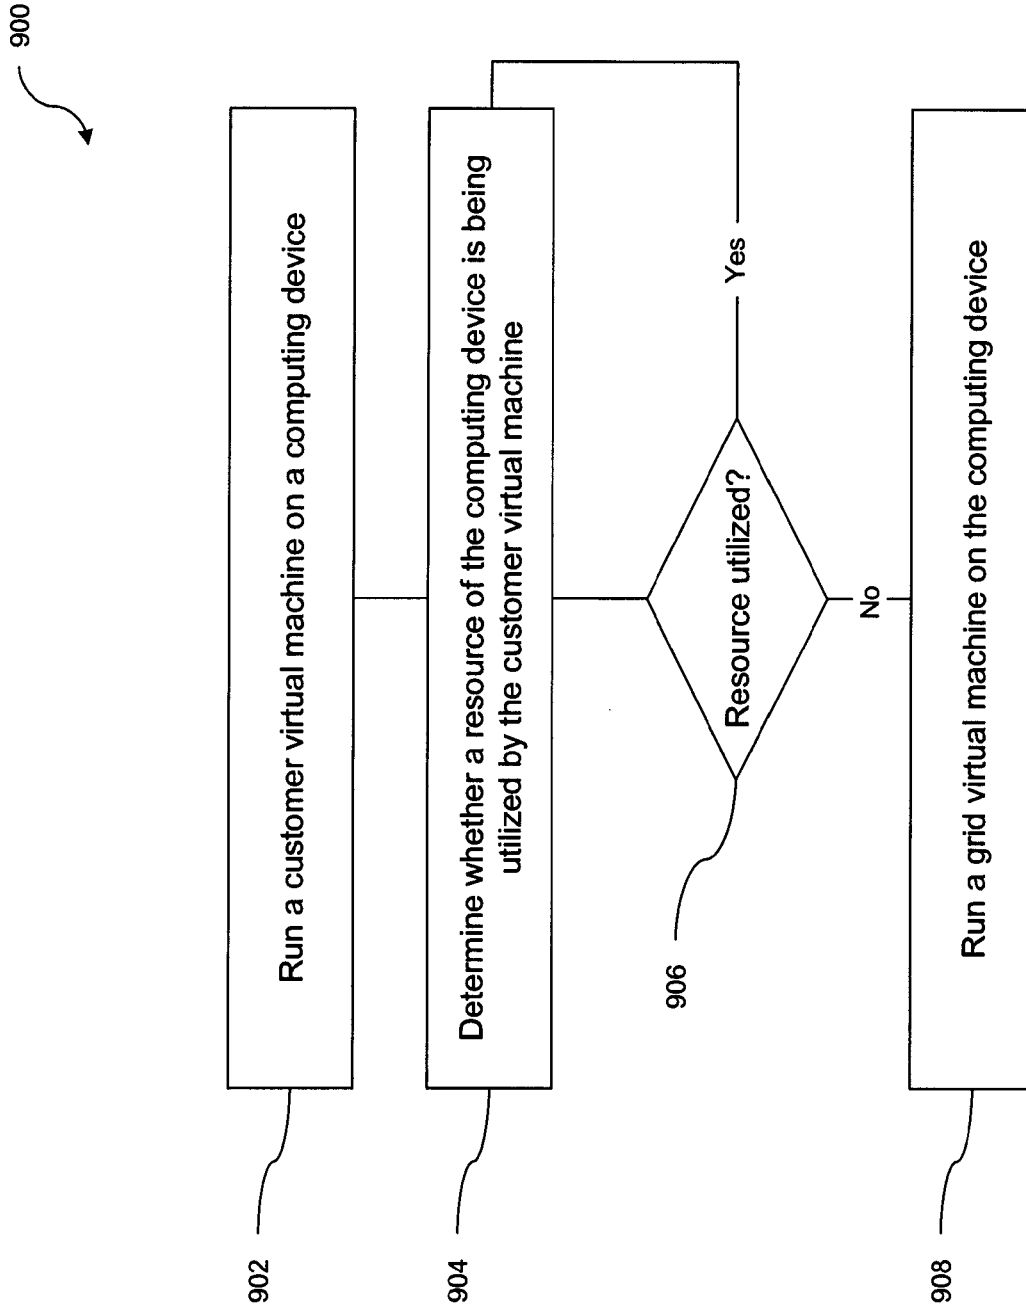 900
902
Run a customer virtual machine on a computing device
904
Determine whether a resource of the computing device is being
utilized by the customer virtual machine
906
Resource utilized?
Yes
No
908
Run a grid virtual machine on the computing device